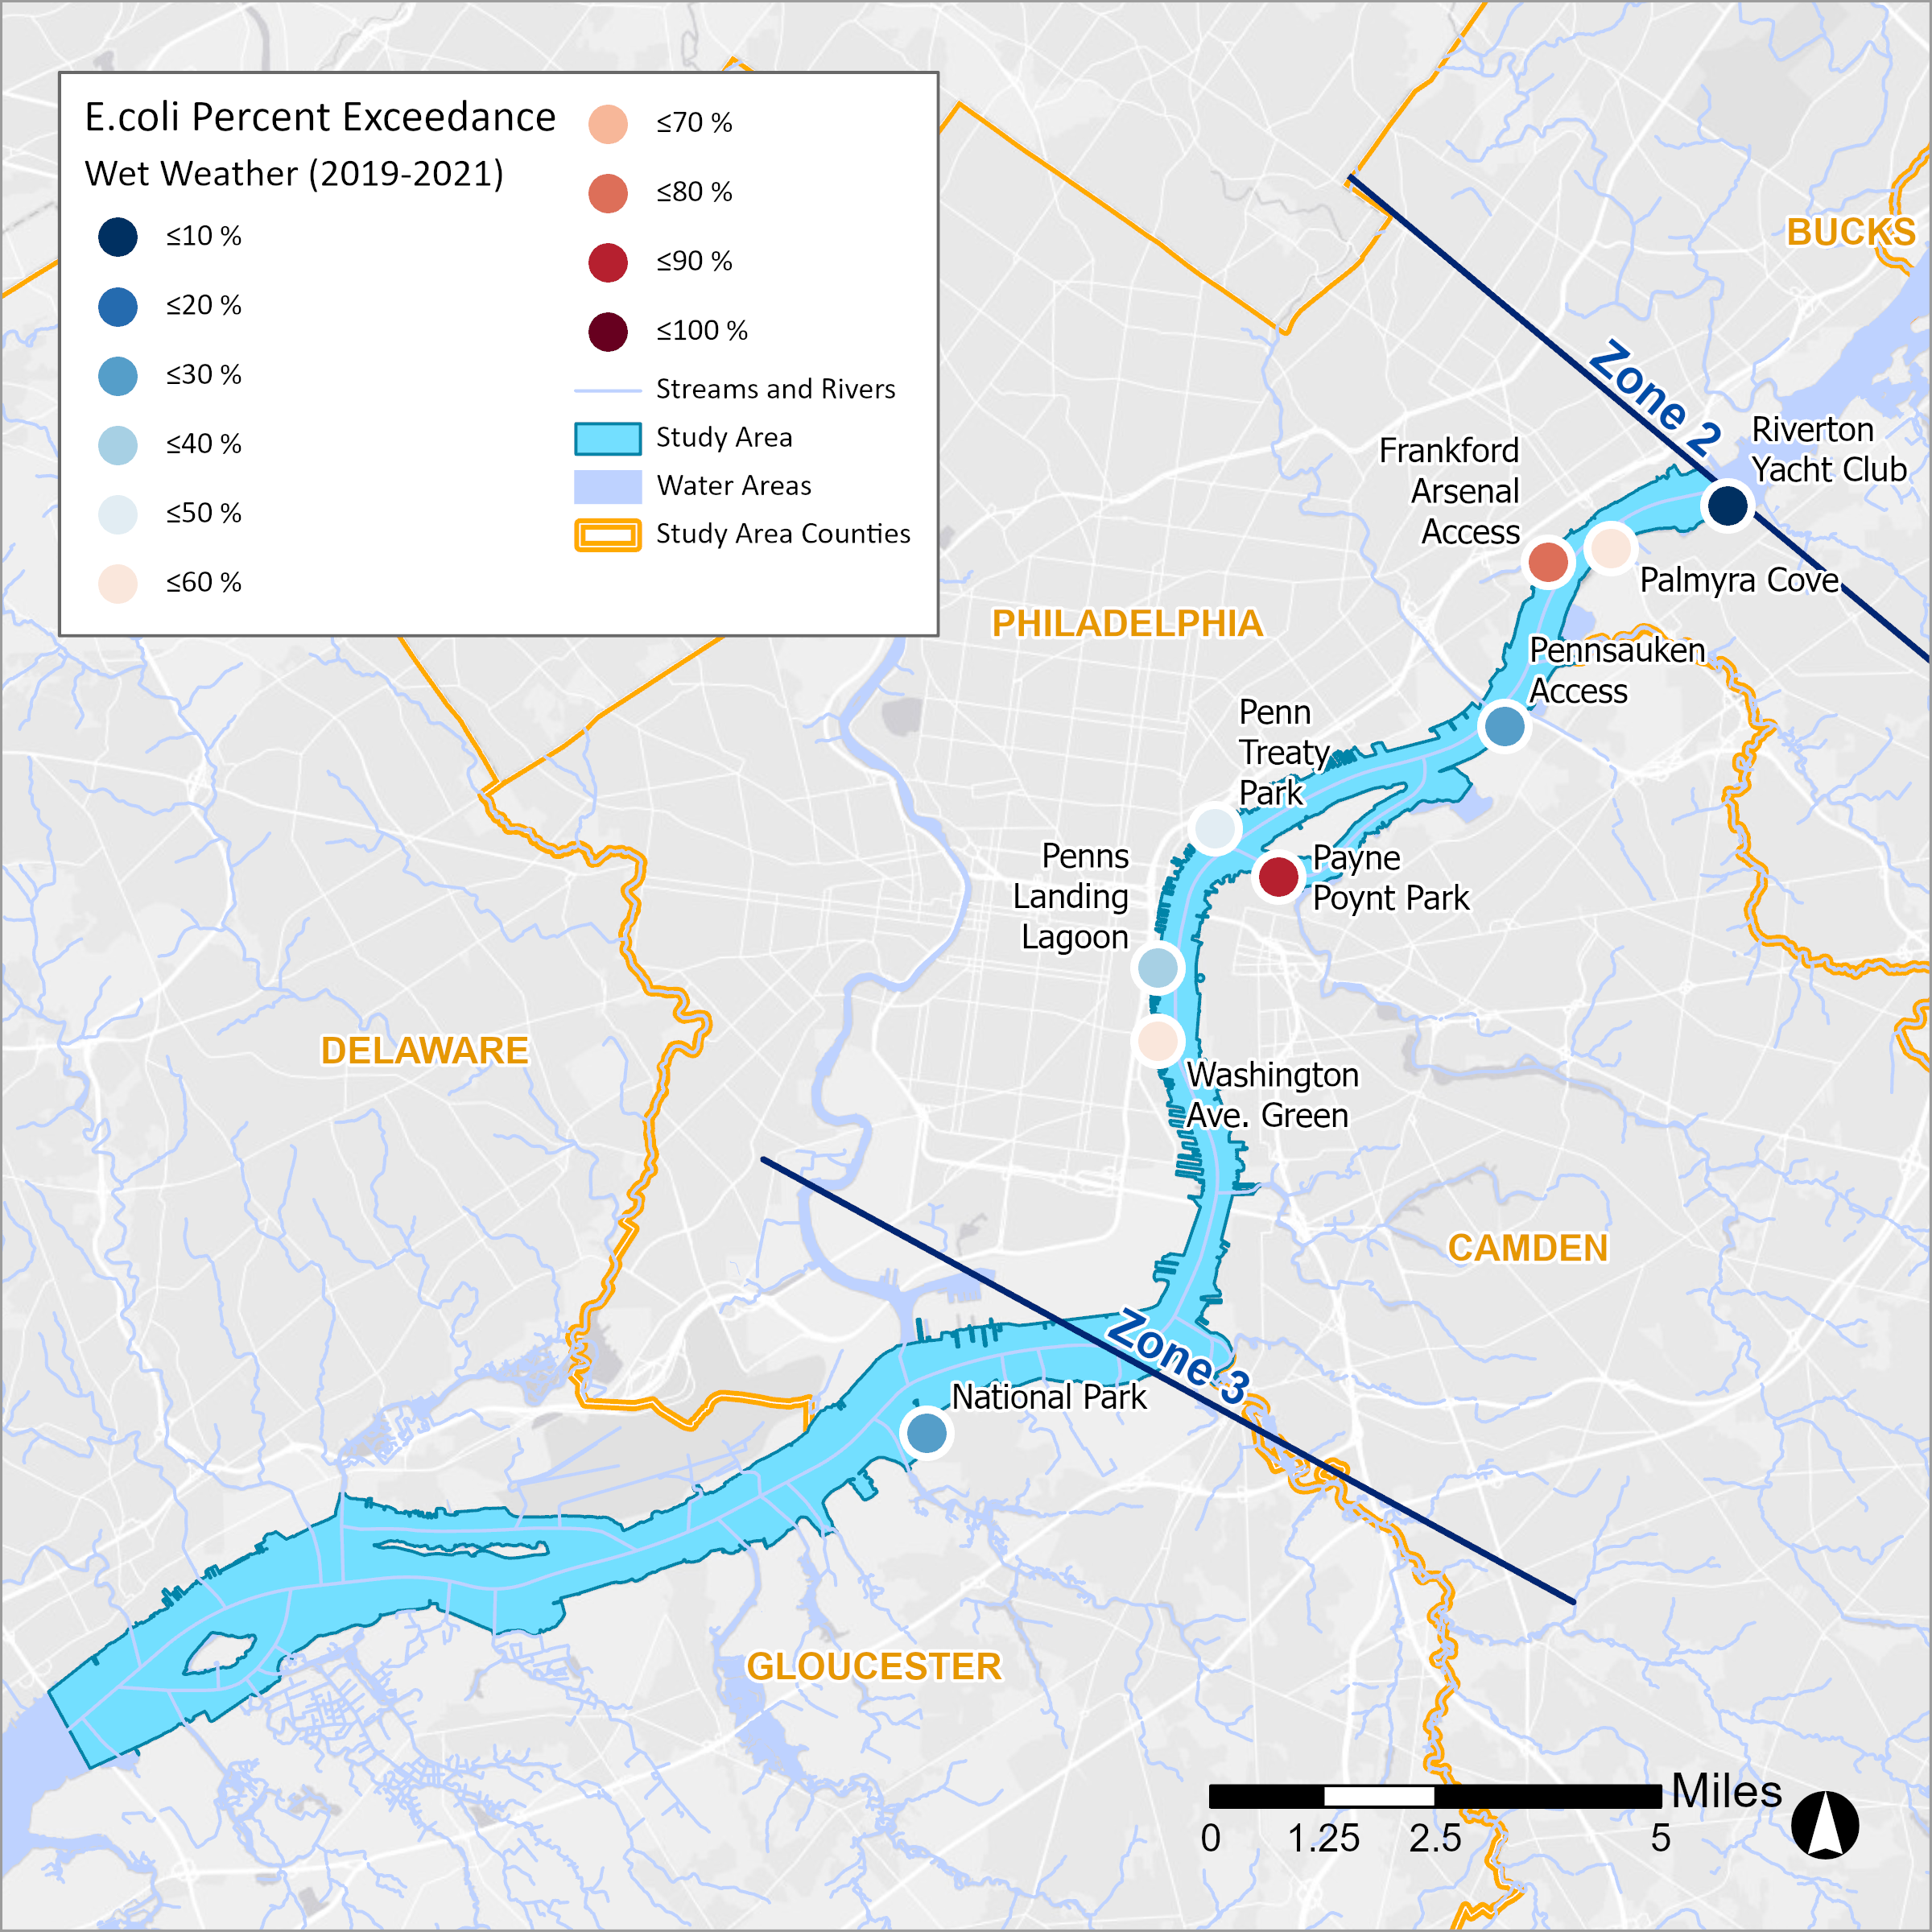 E.coli Percent Exceedance
Wet Weather (2019-2021)
≤10 %
≤20 %
≤30 %
≤40 %
≤50 %
≤60 %
≤70 %
≤80 %
≤90 %
≤100 %
Streams and Rivers
Study Area
Water Areas
Study Area Counties
BUCKS
Zone 2
Riverton
Yacht Club
Frankford
Arsenal
Access
Palmyra Cove
PHILADELPHIA
Pennsauken
Access
Penn
Treaty
Park
Penns
Landing
Lagoon
Payne
Poynt Park
DELAWARE
Washington
Ave. Green
CAMDEN
Zone 3
National Park
GLOUCESTER
Miles
0 1.25 2.5 5